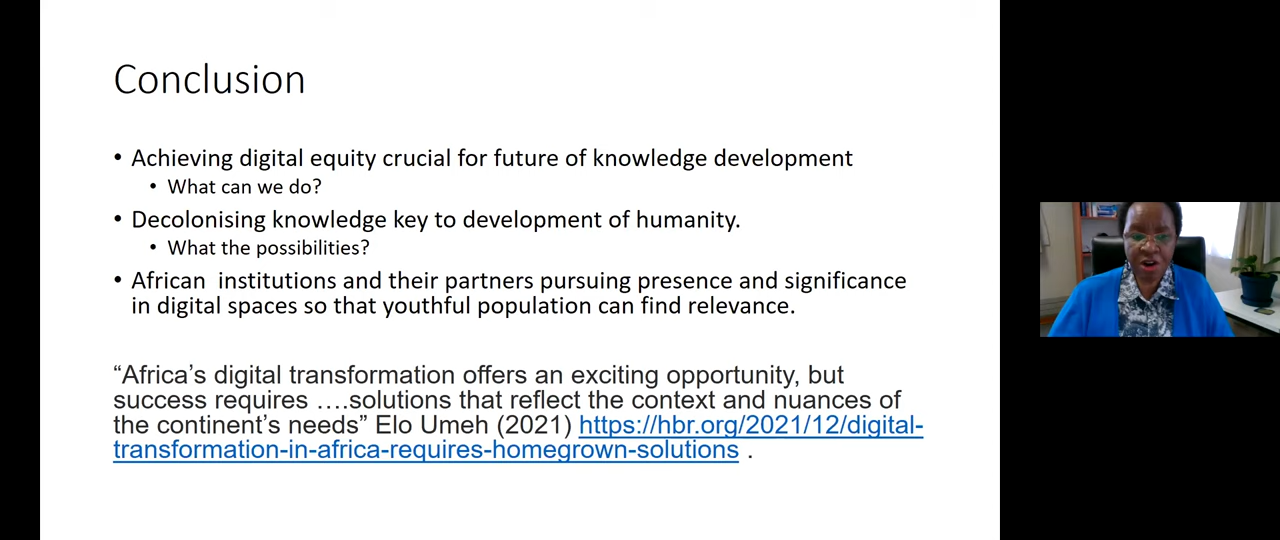 Conclusion
• Achieving digital equity crucial for future of knowledge development
• What can we do?
• Decolonising knowledge key to development of humanity.
• What the possibilities?
• African  institutions and their partners pursuing presence and significance
in digital spaces so that youthful population can find relevance.
“Africa’s digital transformation offers an exciting opportunity, but
success requires ….solutions that reflect the context and nuances of
the continent’s needs” Elo Umeh (2021) https://hbr.org/2021/12/digital-
transformation-in-africa-requires-homegrown-solutions .